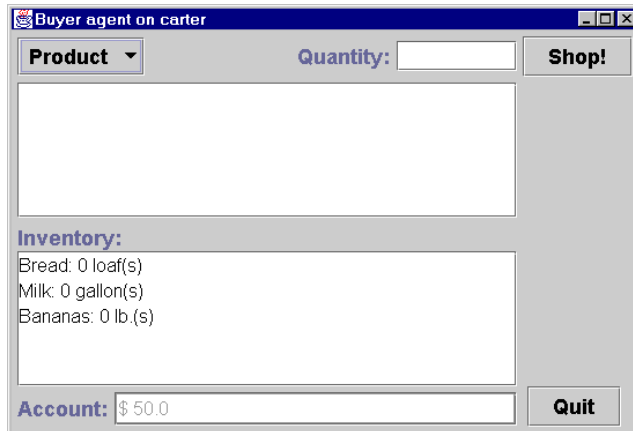 Buyer agent on carter
Product Quantity: Shop!
Inventory:
Bread: 0 loaf(s)
Milk: 0 gallon(s)
Bananas: 0 lb.(s)
Account: $ 50.0 Quit